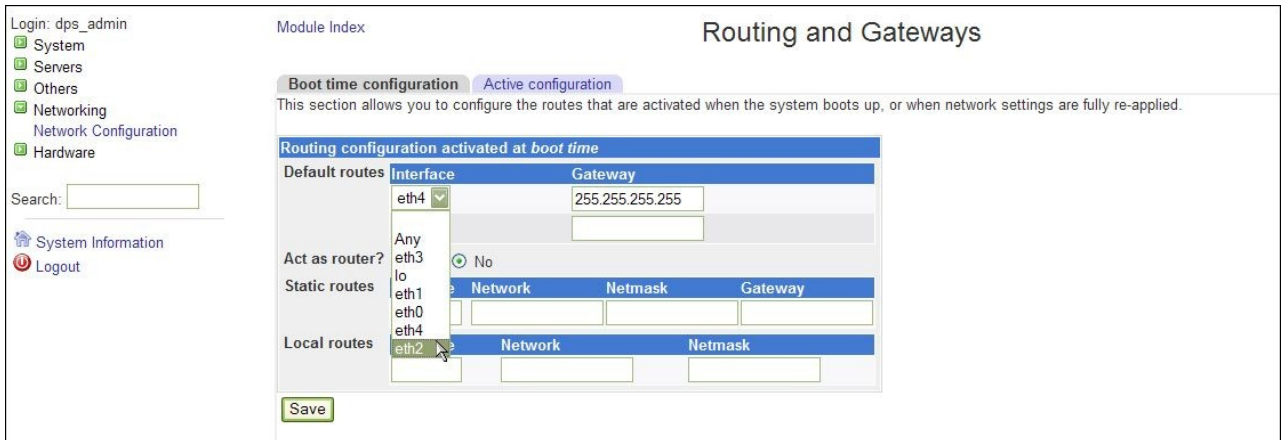 Login: dps_admin
System
Servers
Others
Networking
Network Configuration
Hardware
Search:
System Information
Logout
Module Index
Routing and Gateways
Boot time configuration Active configuration
This section allows you to configure the routes that are activated when the system boots up, or when network settings are fully re-applied.
Routing configuration activated at boot time
Default routes Interface Gateway
eth4 255.255.255.255
Any
eth3
lo
eth1
eth0
eth4
eth2
Act as router? No
Static routes Network Netmask Gateway
Local routes Network Netmask
Save